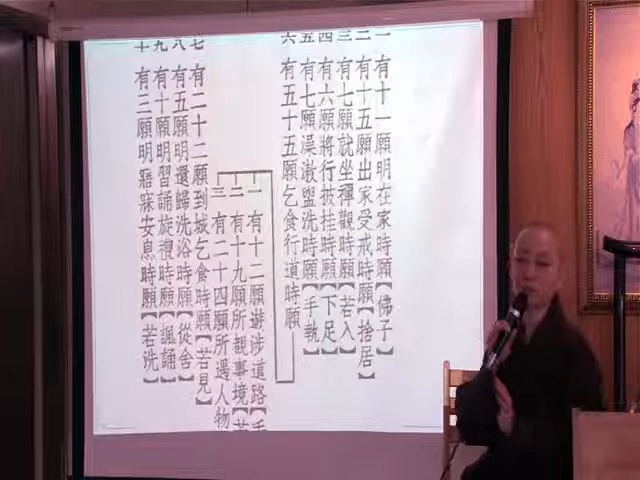 一 有十一願明在家時願【佛子】
二 有十五願出家受戒時願【捨居】
三 有七願就坐禪觀時願【若入】
四 有六願將行披挂時願【下足】
五 有七願澡漱盥洗時願【手執】
六 有五十五願乞食行道時願
一 有十二願遊涉道路【手
二 有十九願所覩事境【若
三 有二十四願所遇人物
七 有二十二願到城乞食時願【若見】
八 有五願明還歸洗浴時願【從舍】
九 有十願明習誦旋禮時願【諷誦】
十 有三願明寤寐安息時願【若洗】